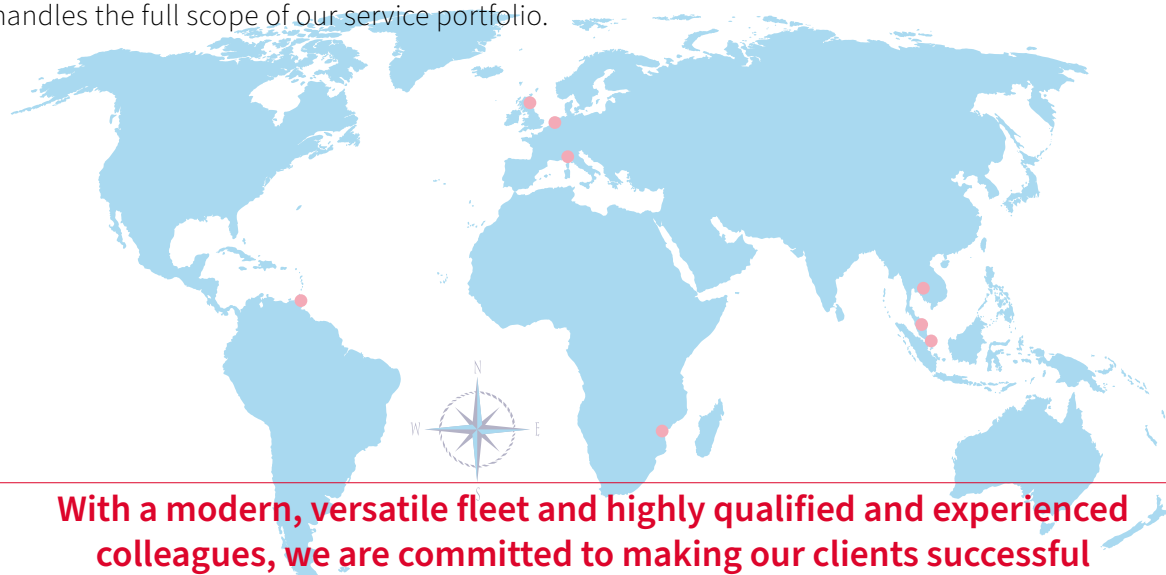 handles the full scope of our service portfolio.
N
W E
S
With a modern, versatile fleet and highly qualified and experienced
colleagues, we are committed to making our clients successful